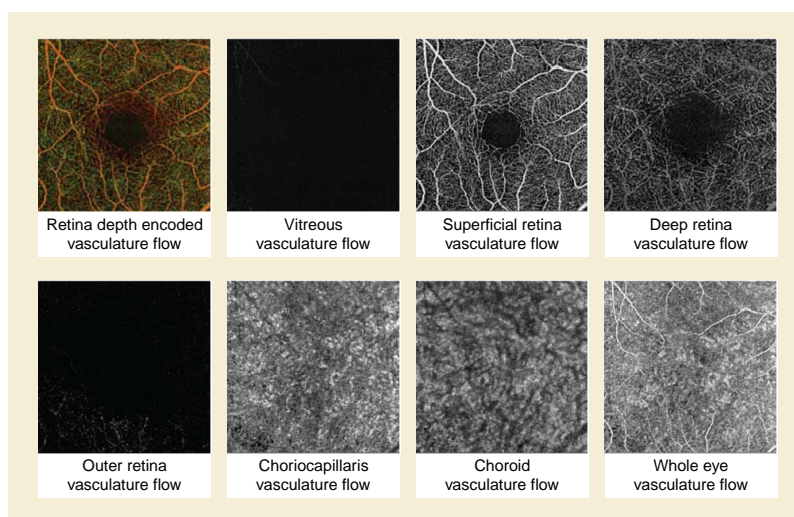 Retina depth encoded
vasculature flow
Vitreous
vasculature flow
Superficial retina
vasculature flow
Deep retina
vasculature flow
Outer retina
vasculature flow
Choriocapillaris
vasculature flow
Choroid
vasculature flow
Whole eye
vasculature flow